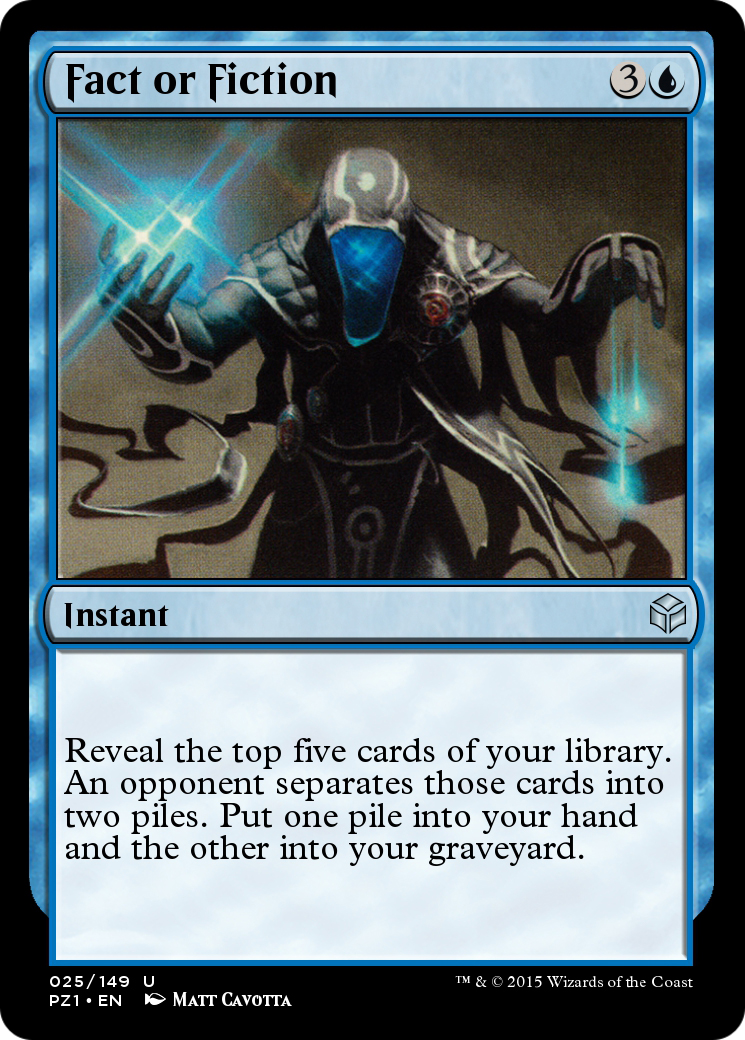 Fact or Fiction 3
Instant
Reveal the top five cards of your library.
An opponent separates those cards into
two piles. Put one pile into your hand
and the other into your graveyard.
025/149 U
PZ1 • EN MATT CAVOTTA
™ & © 2015 Wizards of the Coast